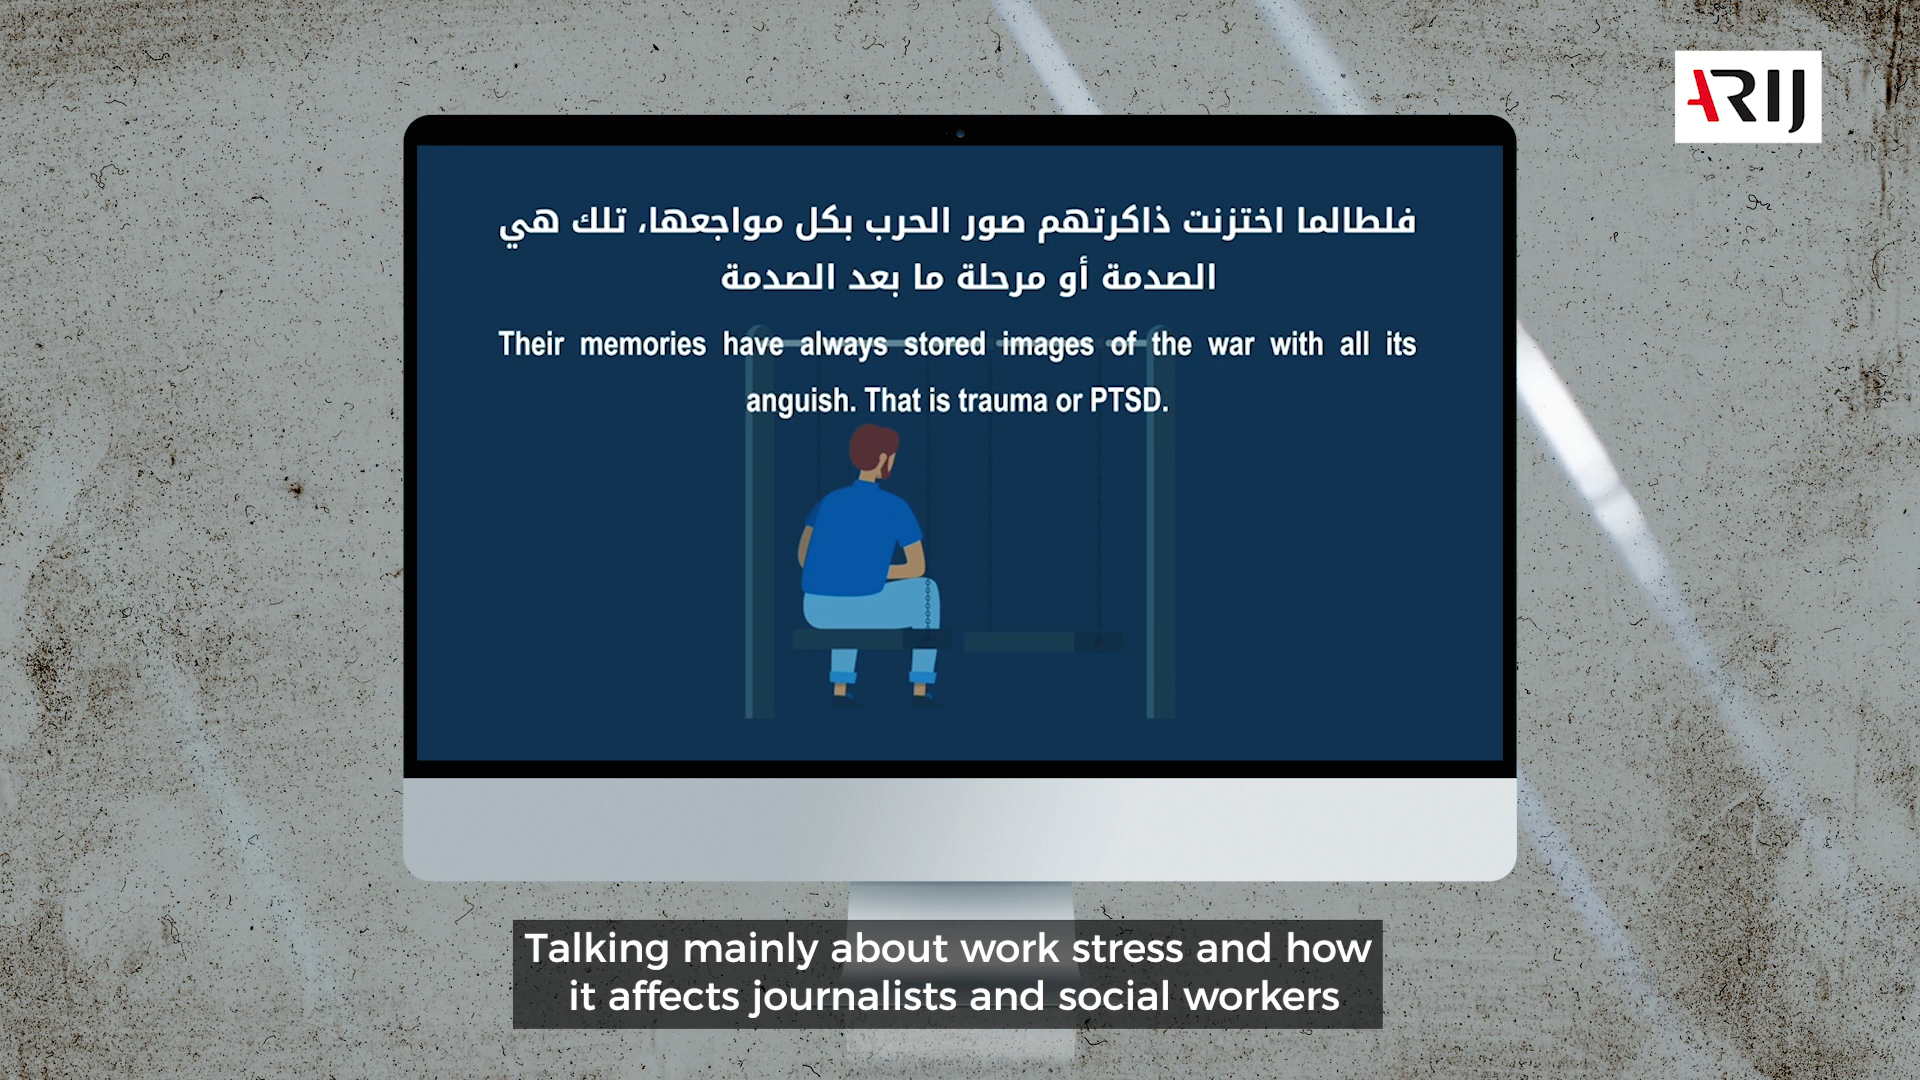 ARIJ
فلطالما اختزنت ذاكرتهم صور الحرب بكل مواجعها، تلك هي
الصدمة أو مرحلة ما بعد الصدمة
Their memories have always stored images of the war with all its
anguish. That is trauma or PTSD.
Talking mainly about work stress and how
it affects journalists and social workers